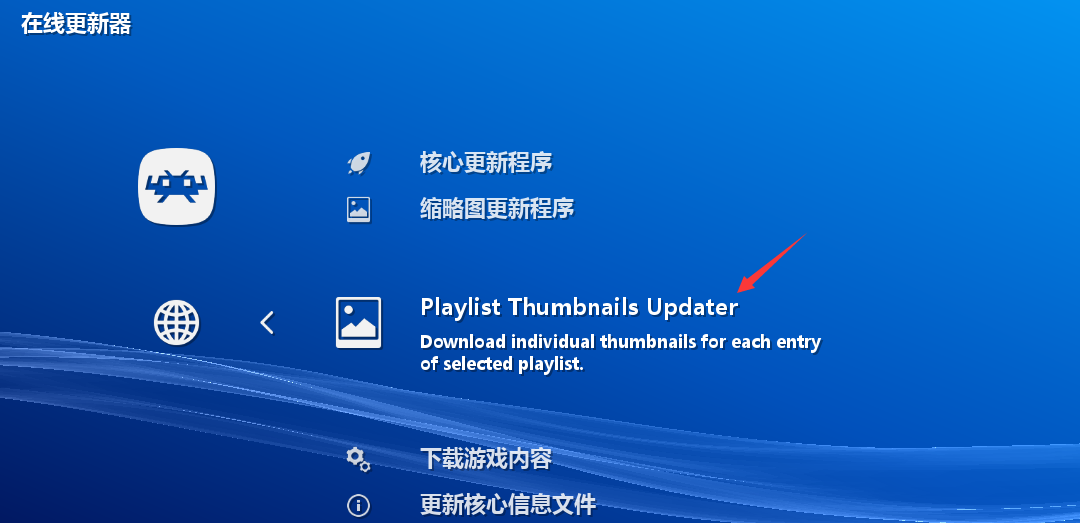 在线更新器
核心更新程序
缩略图更新程序
Playlist Thumbnails Updater
Download individual thumbnails for each entry
of selected playlist.
下载游戏内容
更新核心信息文件